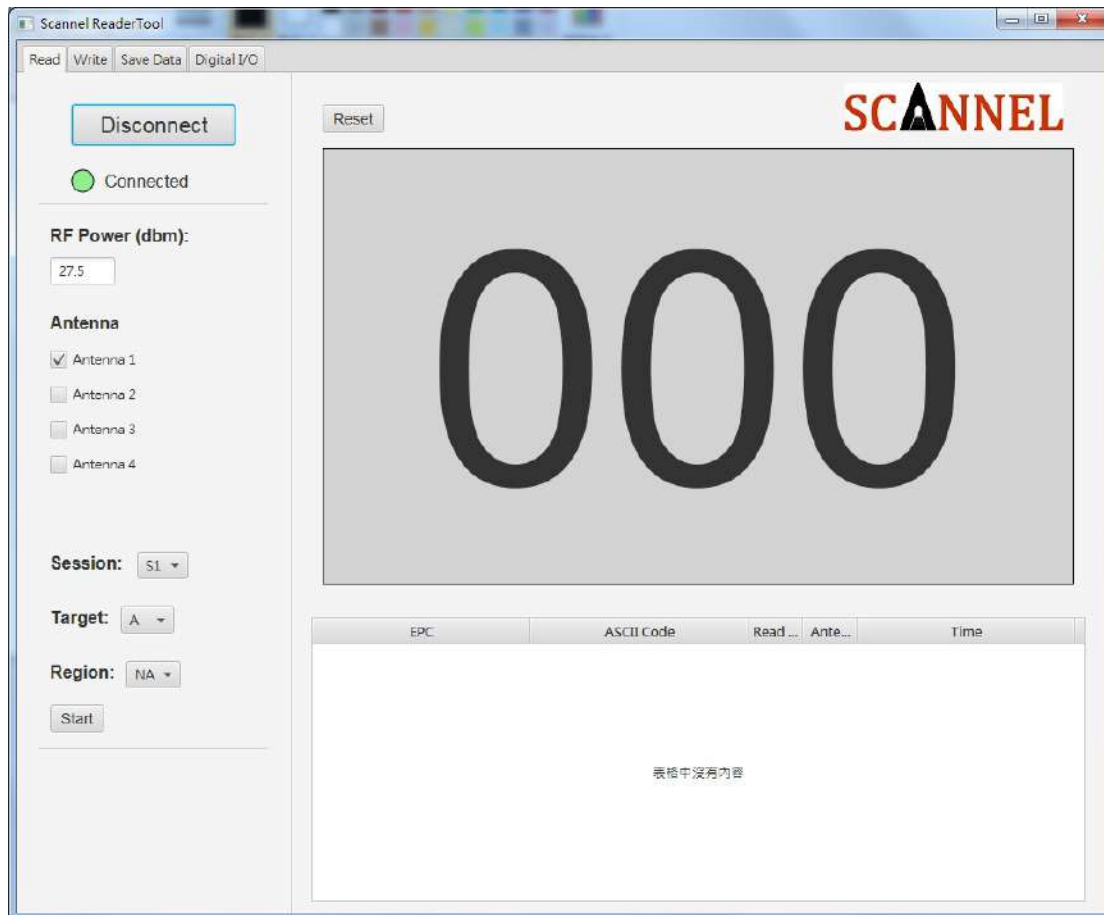 Scannel ReaderTool
Read Write Save Data Digital I/O
Disconnect
Connected
RF Power (dbm):
27.5
Antenna
Antenna 1
Antenna 2
Antenna 3
Antenna 4
Session: S1
Target: A
Region: NA
Start
Reset
SCANNEL
000
EPC ASCII Code Read ... Ante... Time
表格中沒有內容